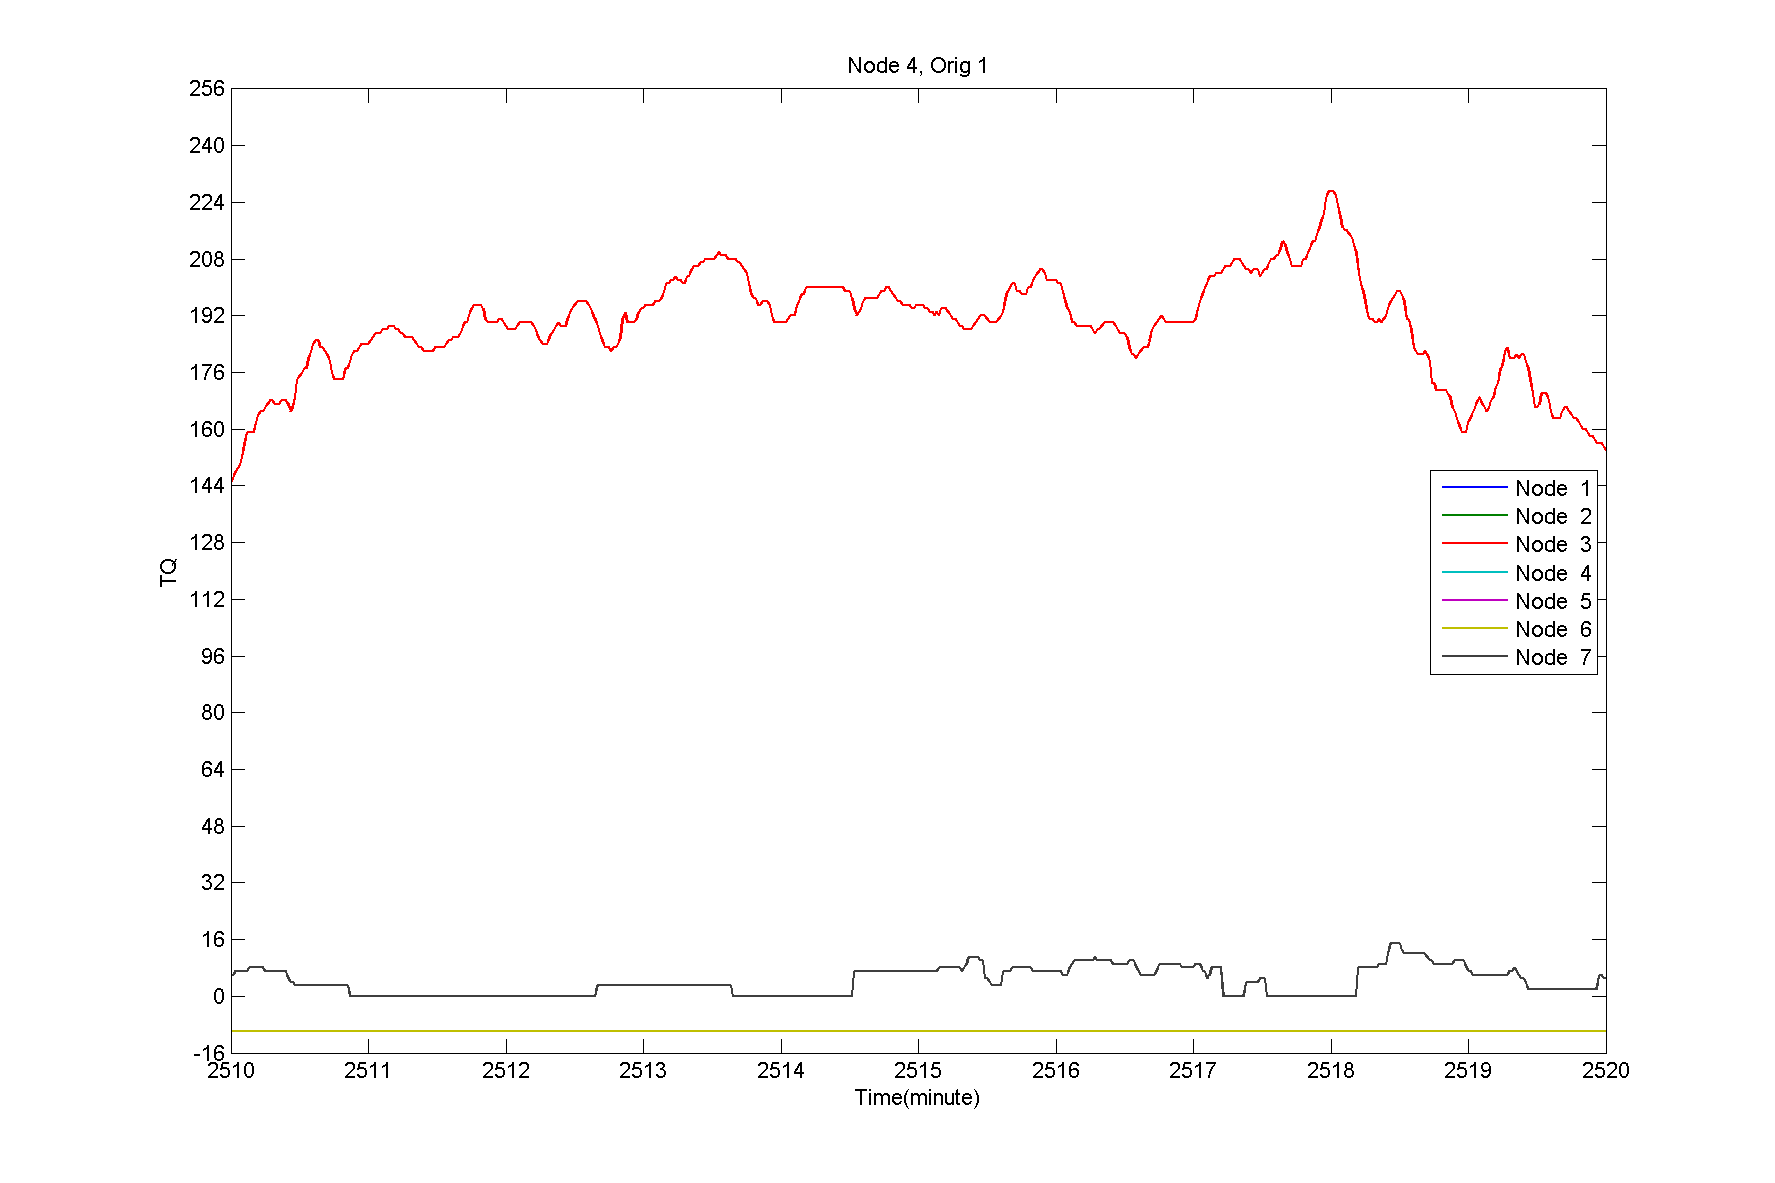 Node 4, Orig 1
256
240
224
208
192
176
160
144
128
112
96
80
64
48
32
16
0
-16
TQ
Node 1
Node 2
Node 3
Node 4
Node 5
Node 6
Node 7
2510 2511 2512 2513 2514 2515 2516 2517 2518 2519 2520
Time(minute)